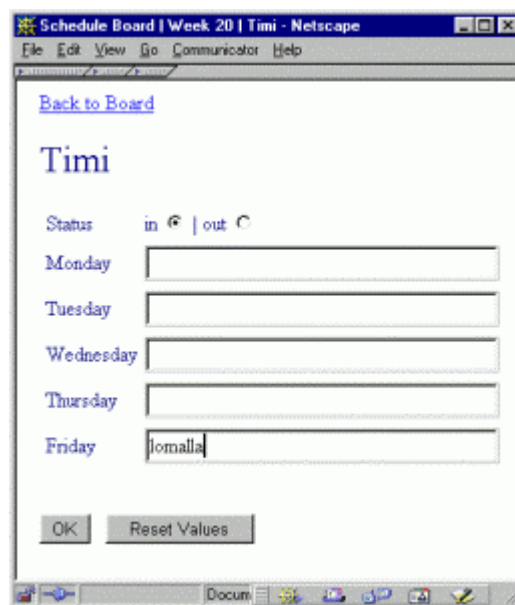 Schedule Board | Week 20 | Timi - Netscape
File Edit View Go Communicator Help
Back to Board
Timi
Status in | out
Monday
Tuesday
Wednesday
Thursday
Friday lomalla
OK Reset Values
Docum